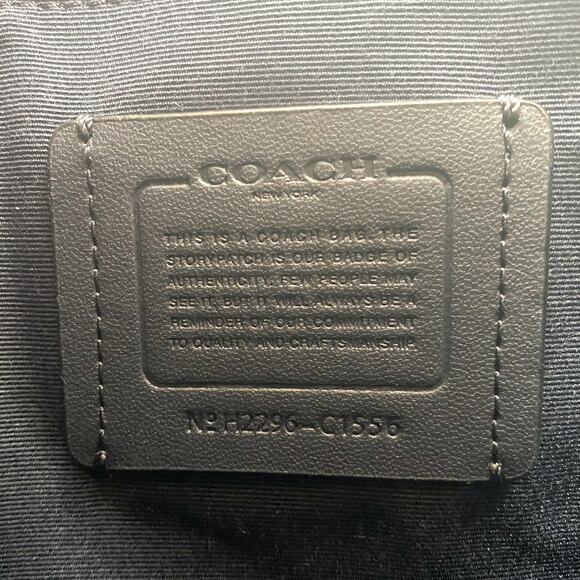 COACH
NEW YORK
THIS IS A COACH BAG. THE
STORYPATCH IS OUR BADGE OF
AUTHENTICITY. FEW PEOPLE MAY
SEE IT, BUT IT WILL ALWAYS BE A
REMINDER OF OUR COMMITMENT
TO QUALITY AND CRAFTSMANSHIP.
Nº H2296-C1556